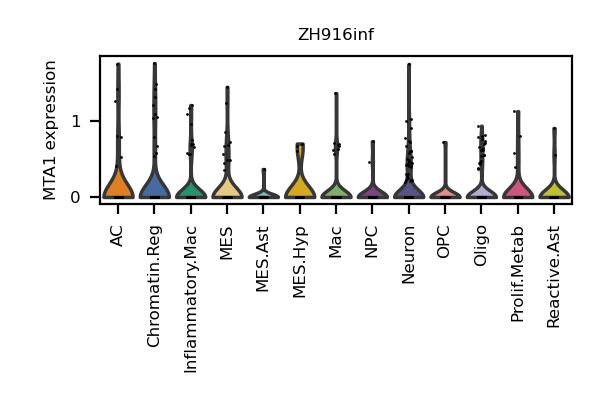 ZH916inf
MTA1 expression
1
0
AC
Chromatin.Reg
Inflammatory.Mac
MES
MES.Ast
MES.Hyp
Mac
NPC
Neuron
OPC
Oligo
Prolif.Metab
Reactive.Ast